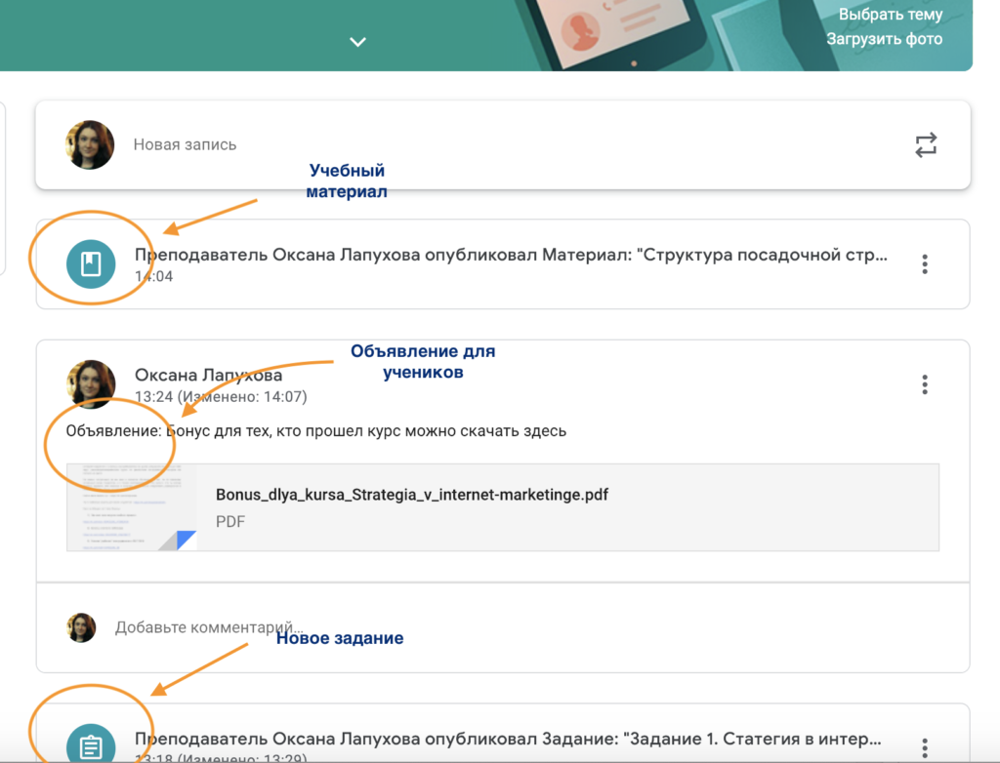 Выбрать тему
Загрузить фото
Новая запись
Учебный
материал
Преподаватель Оксана Лапухова опубликовал Материал: "Структура посадочной стр...
14:04
Объявление для
учеников
Оксана Лапухова
13:24 (Изменено: 14:07)
Объявление: Бонус для тех, кто прошел курс можно скачать здесь
Bonus_dlya_kursa_Strategia_v_internet-marketinge.pdf
PDF
Добавьте комментарий...
Новое задание
Преподаватель Оксана Лапухова опубликовал Задание: "Задание 1. Статегия в интер...
13:18 (Изменено: 13:29)